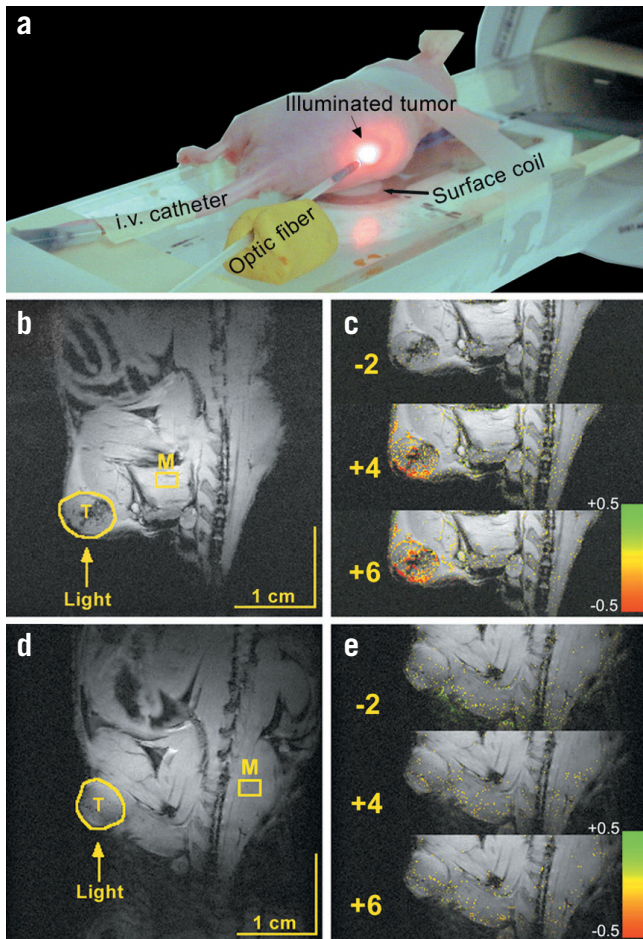 a
Illuminated tumor
Surface coil
i.v. catheter
Optic fiber
b
M
T
Light
1 cm
c
-2
+4
+6
+0.5
-0.5
d
M
T
Light
1 cm
e
-2
+4
+6
+0.5
-0.5